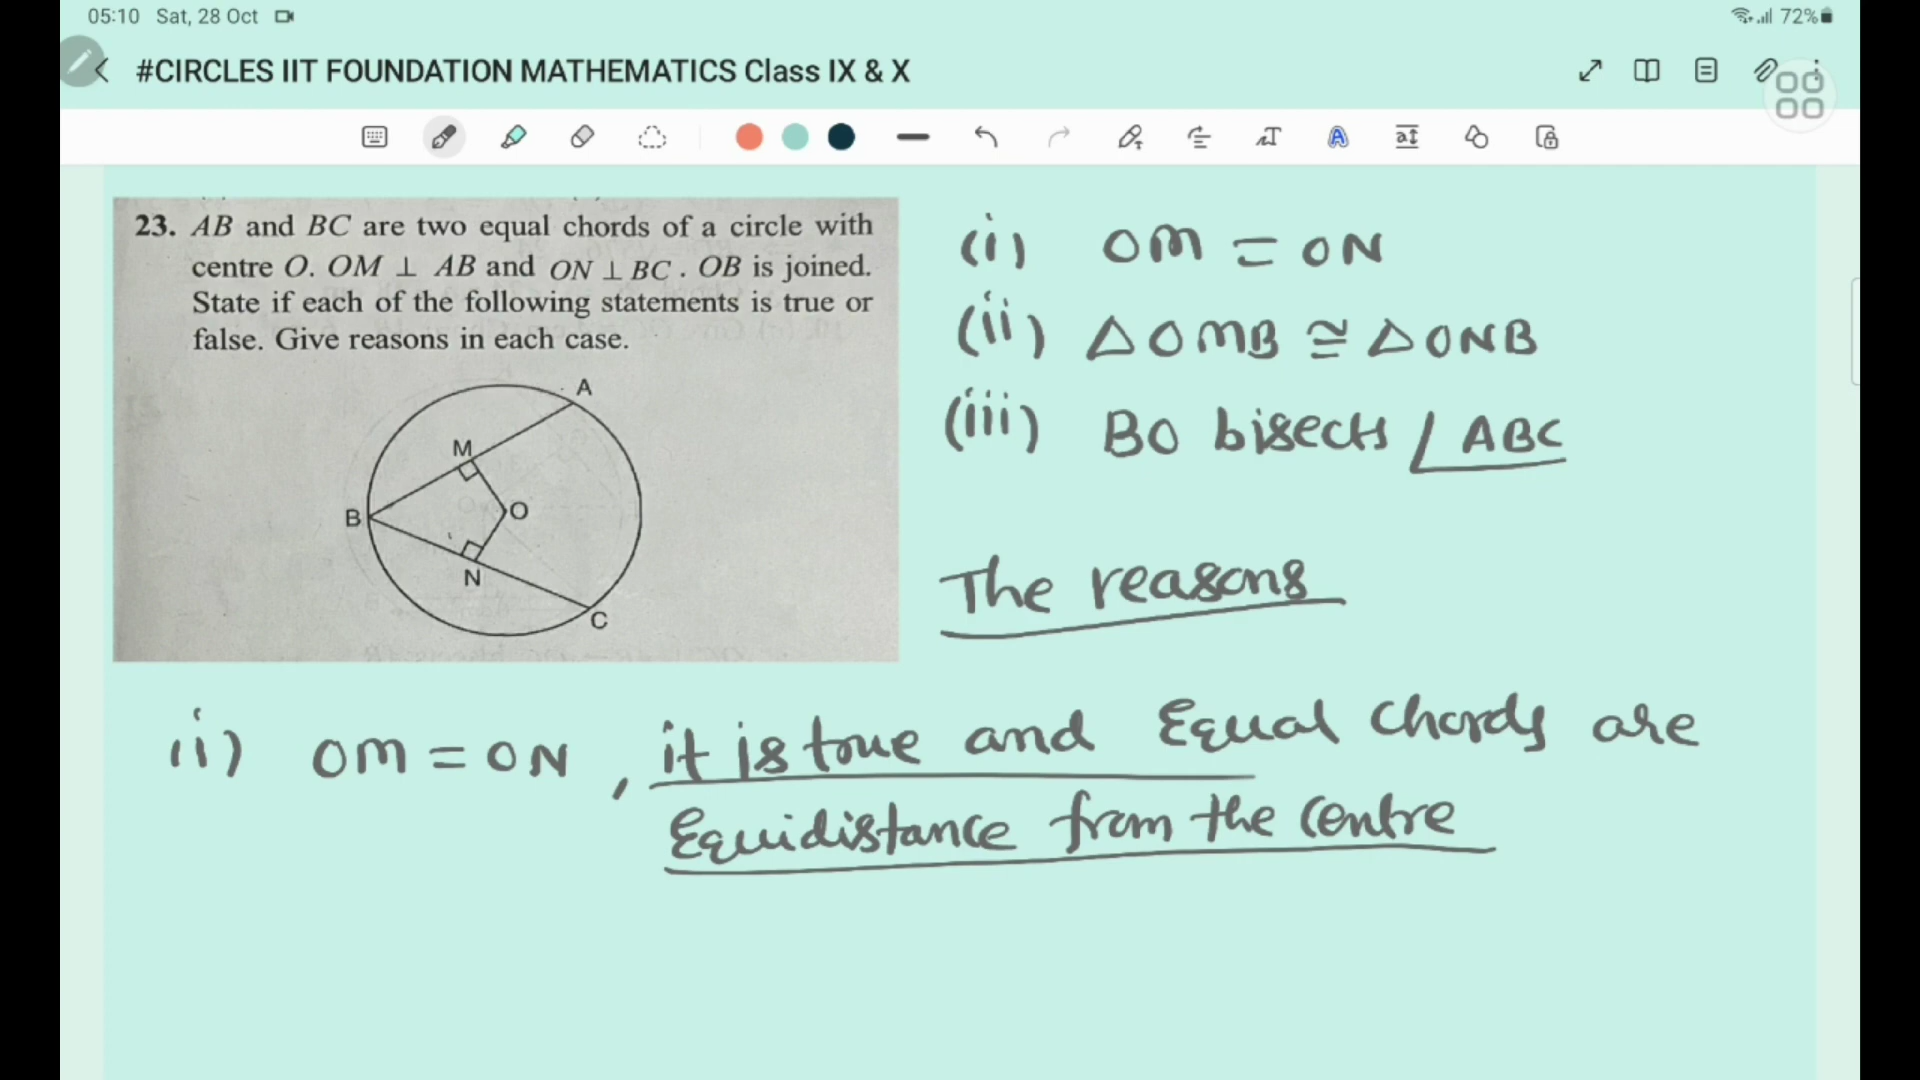 05:10 Sat, 28 Oct
72%
#CIRCLES IIT FOUNDATION MATHEMATICS Class IX & X
23. AB and BC are two equal chords of a circle with
centre O. OM ⊥ AB and ON ⊥ BC. OB is joined.
State if each of the following statements is true or
false. Give reasons in each case.
A
M
B
O
N
C
(i) OM = ON
(ii) △OMB ≅ △ONB
(iii) BO bisects ∠ABC
The reasons
ii) OM = ON, it is true and Equal chords are
Equidistance from the Centre